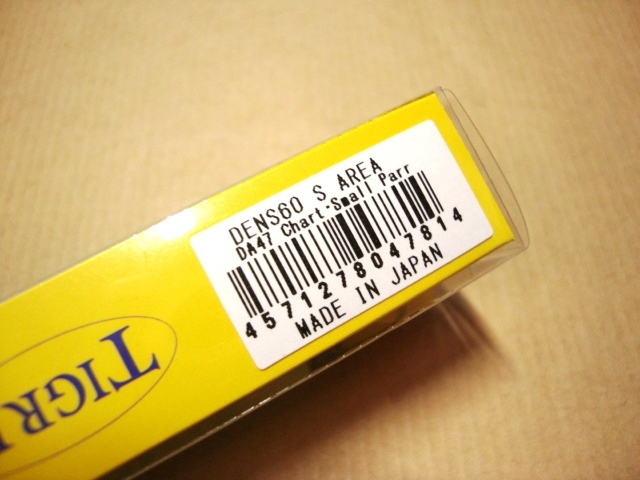 DENS60 S AREA
DA47 Chart·Small Parr
4571278047814
MADE IN JAPAN
TIGR